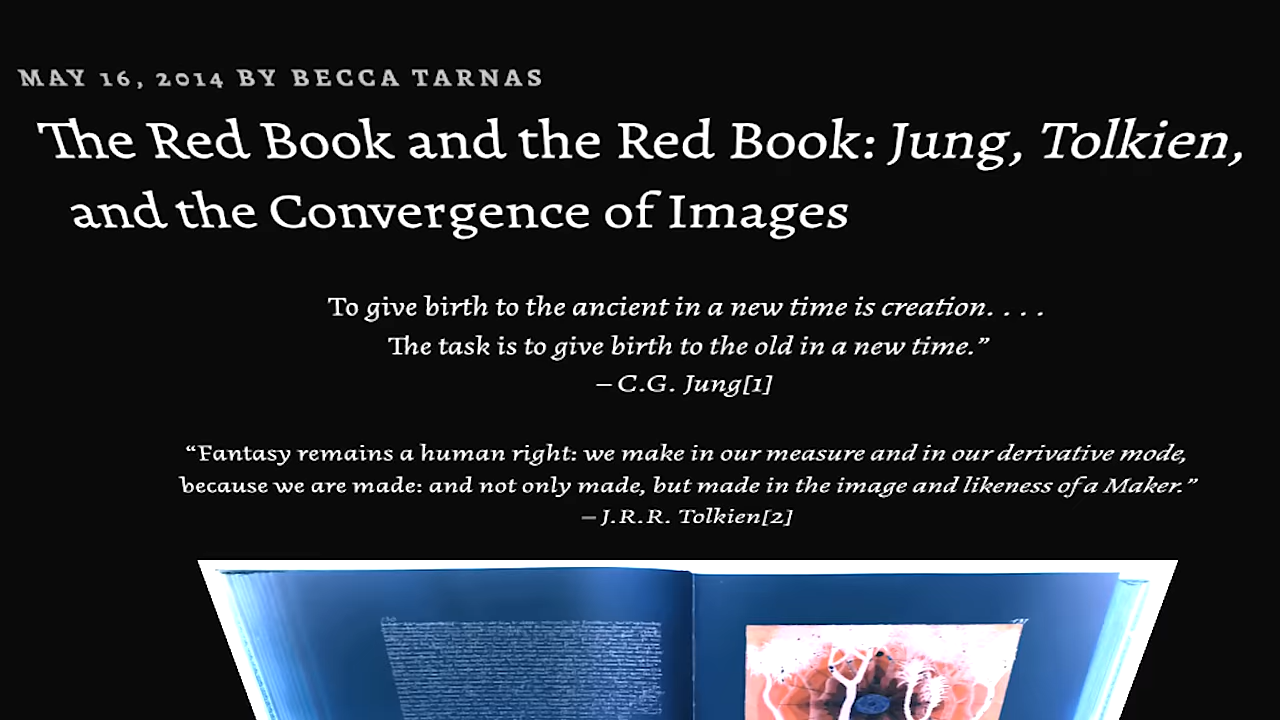 MAY 16, 2014 BY BECCA TARNAS
The Red Book and the Red Book: Jung, Tolkien,
and the Convergence of Images
To give birth to the ancient in a new time is creation. . . .
The task is to give birth to the old in a new time.”
– C.G. Jung[1]
“Fantasy remains a human right: we make in our measure and in our derivative mode,
because we are made: and not only made, but made in the image and likeness of a Maker.”
– J.R.R. Tolkien[2]